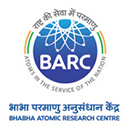 राष्ट्र की सेवा में परमाणु
BARC
ATOMS IN THE SERVICE OF THE NATION
भाभा परमाणु अनुसंधान केंद्र
BHABHA ATOMIC RESEARCH CENTRE